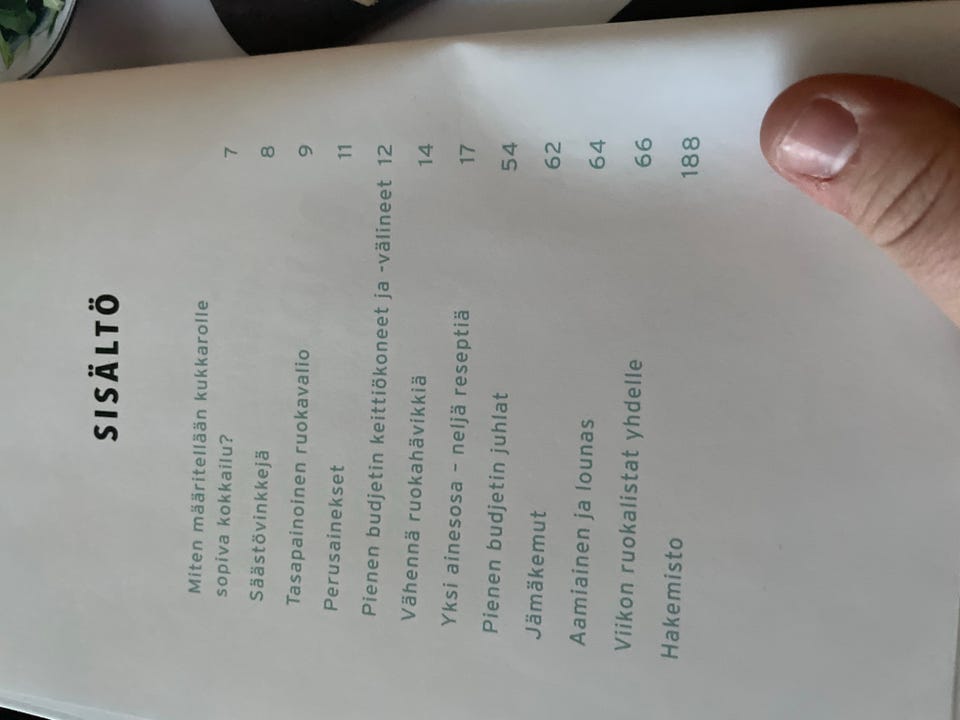 SISÄLTÖ
Miten määritellään kukkarolle
sopiva kokkailu? 7
Säästövinkkejä 8
Tasapainoinen ruokavalio 9
Perusainekset 11
Pienen budjetin keittiökoneet ja -välineet 12
Vähennä ruokahävikkiä 14
Yksi ainesosa – neljä reseptiä 17
Pienen budjetin juhlat 54
Jämäkemut 62
Aamiainen ja lounas 64
Viikon ruokalistat yhdelle 66
Hakemisto 188